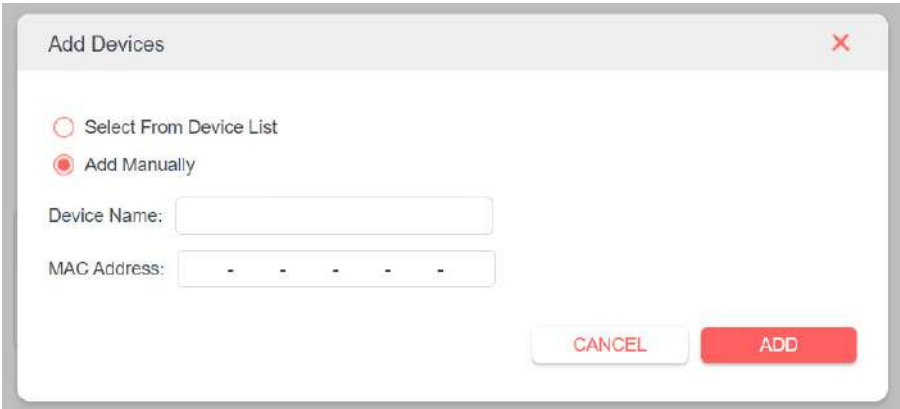 Add Devices
Select From Device List
Add Manually
Device Name:
MAC Address: - - - - -
CANCEL ADD